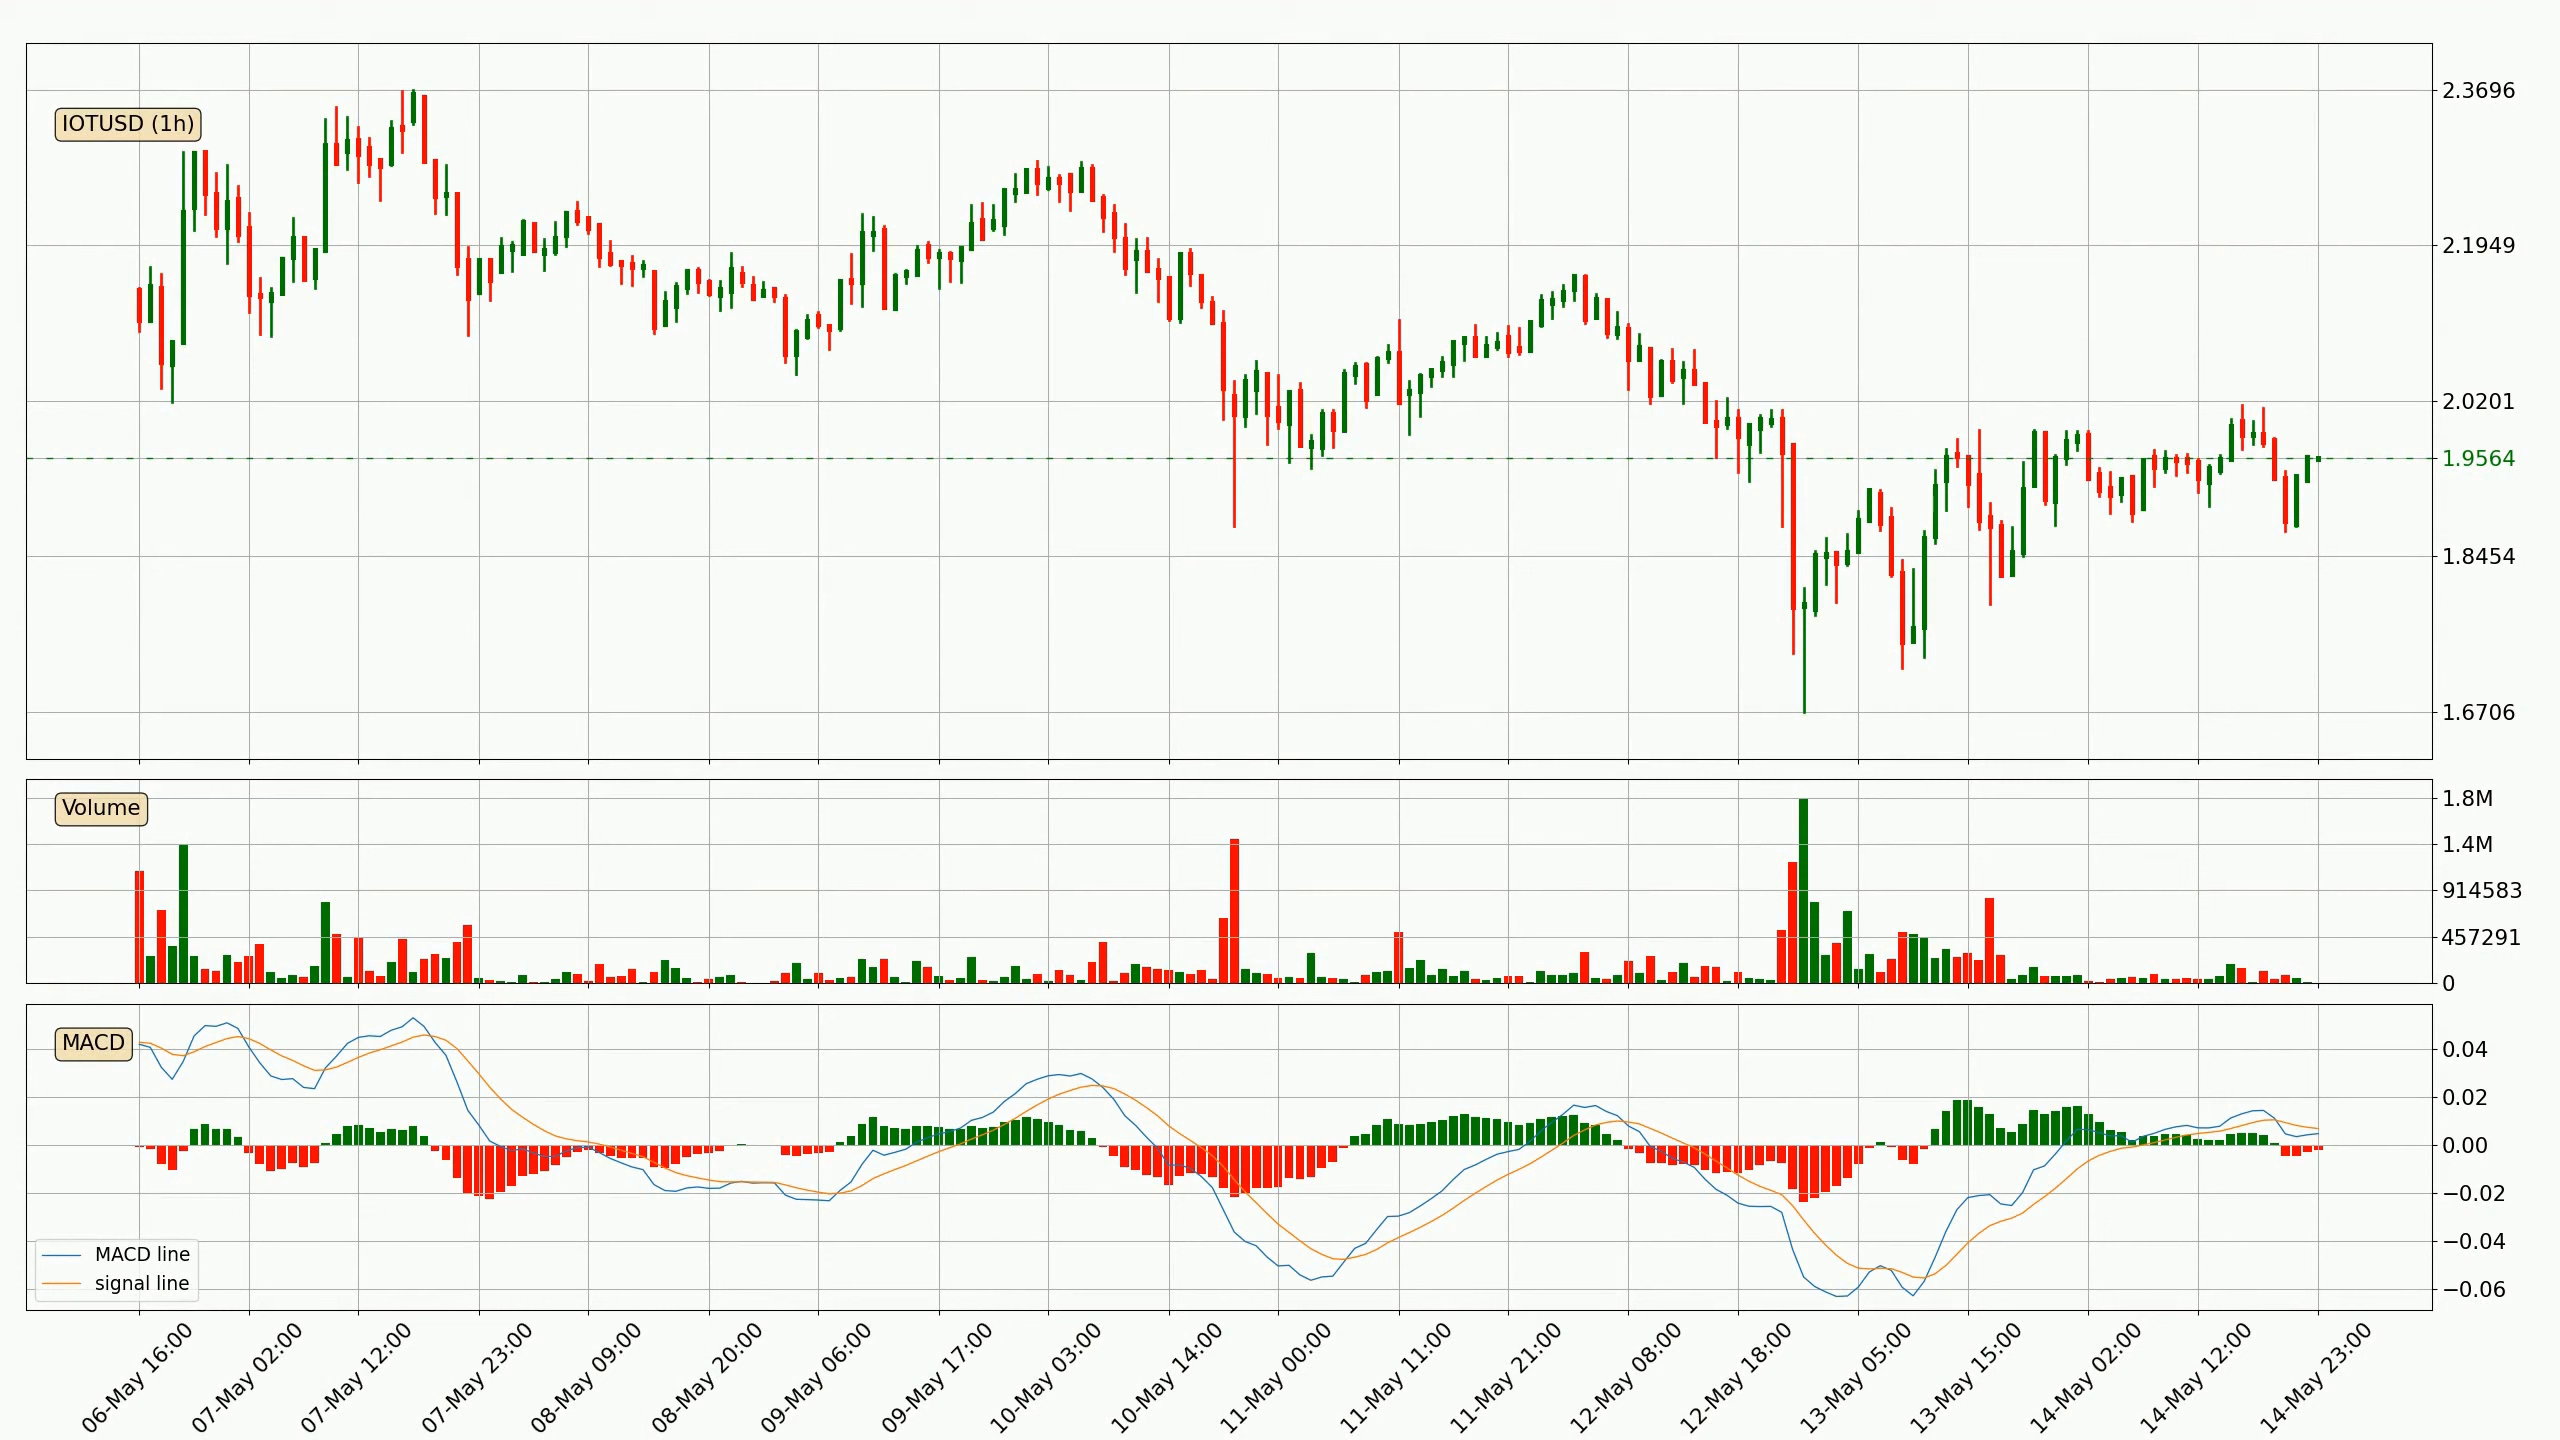 IOTUSD (1h)
2.3696
2.1949
2.0201
1.9564
1.8454
1.6706
Volume
1.8M
1.4M
914583
457291
0
MACD
0.04
0.02
0.00
−0.02
−0.04
−0.06
MACD line
signal line
06-May 16:00
07-May 02:00
07-May 12:00
07-May 23:00
08-May 09:00
08-May 20:00
09-May 06:00
09-May 17:00
10-May 03:00
10-May 14:00
11-May 00:00
11-May 11:00
11-May 21:00
12-May 08:00
12-May 18:00
13-May 05:00
13-May 15:00
14-May 02:00
14-May 12:00
14-May 23:00